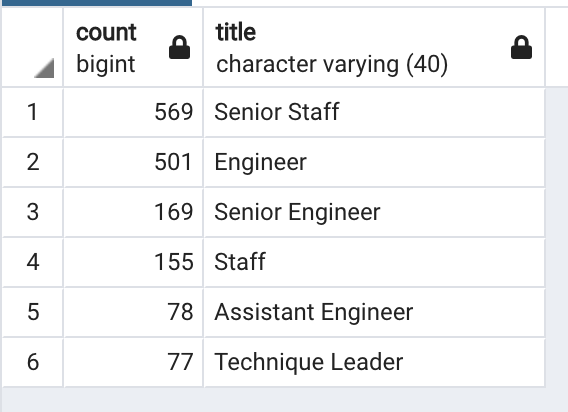 count title
bigint character varying (40)
1 569 Senior Staff
2 501 Engineer
3 169 Senior Engineer
4 155 Staff
5 78 Assistant Engineer
6 77 Technique Leader